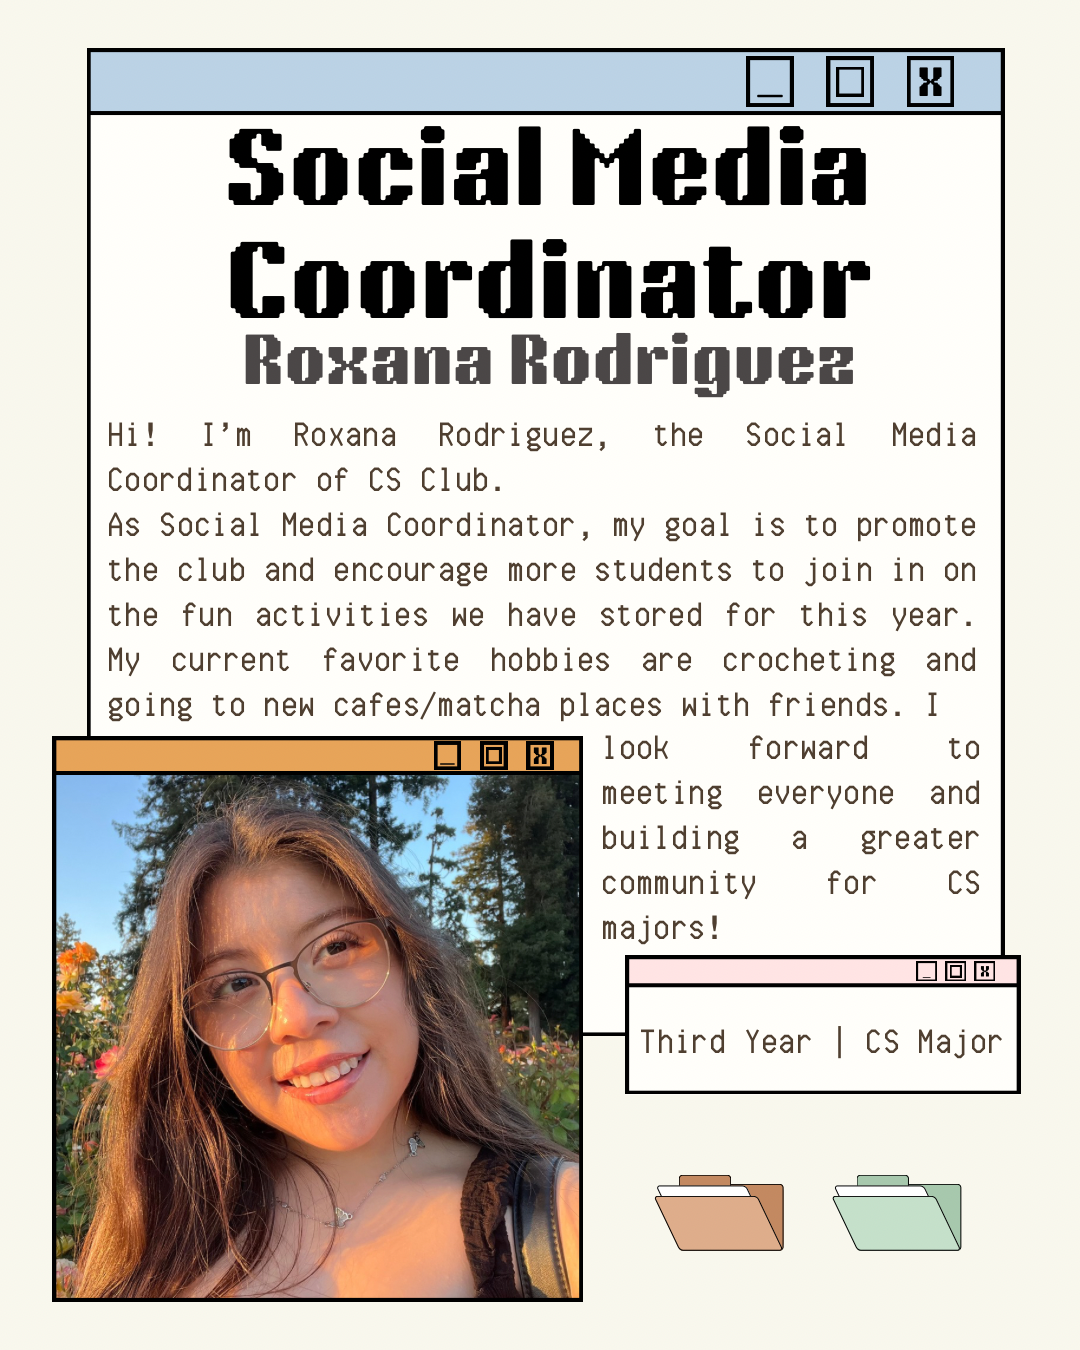 Social Media
Coordinator
Roxana Rodriguez
Hi! I’m Roxana Rodriguez, the Social Media
Coordinator of CS Club.
As Social Media Coordinator, my goal is to promote
the club and encourage more students to join in on
the fun activities we have stored for this year.
My current favorite hobbies are crocheting and
going to new cafes/matcha places with friends. I
look forward to
meeting everyone and
building a greater
community for CS
majors!
Third Year | CS Major